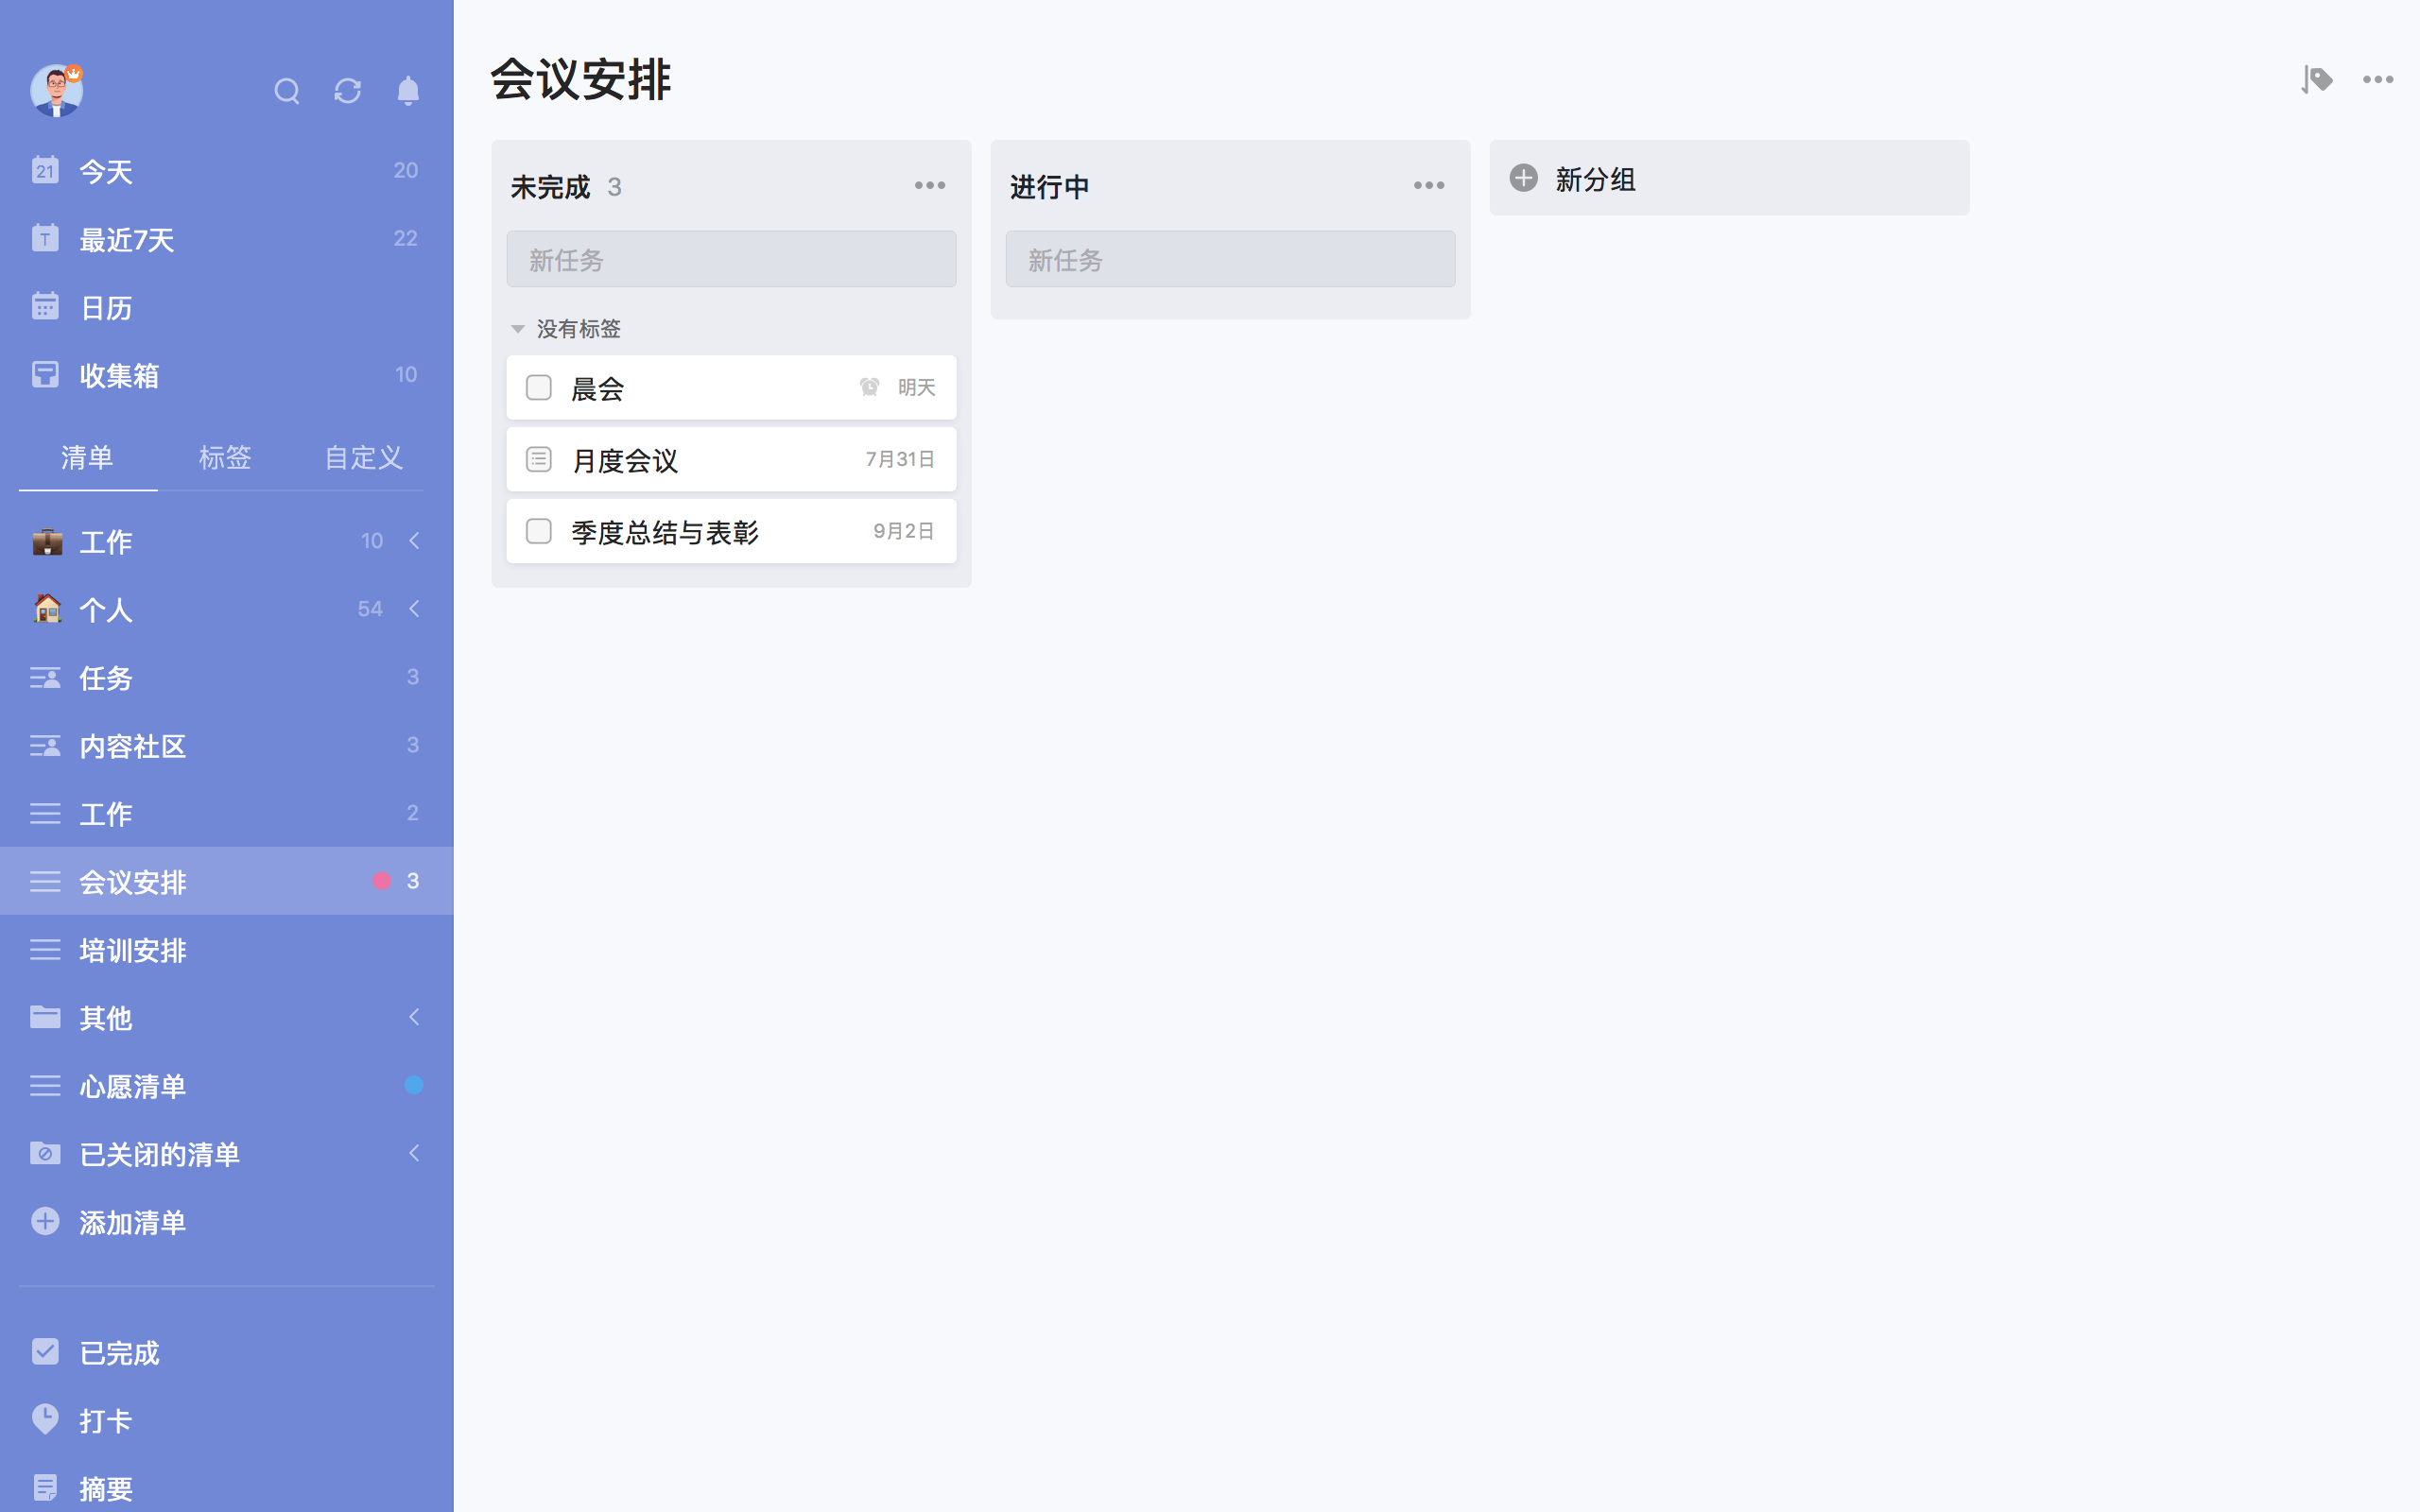 21
今天 20
T
最近7天 22
日历
收集箱 10
清单 标签 自定义
工作 10
个人 54
任务 3
内容社区 3
工作 2
会议安排 3
培训安排
其他
心愿清单
已关闭的清单
添加清单
已完成
打卡
摘要
会议安排
未完成 3
新任务
没有标签
晨会 明天
月度会议 7月31日
季度总结与表彰 9月2日
进行中
新任务
新分组